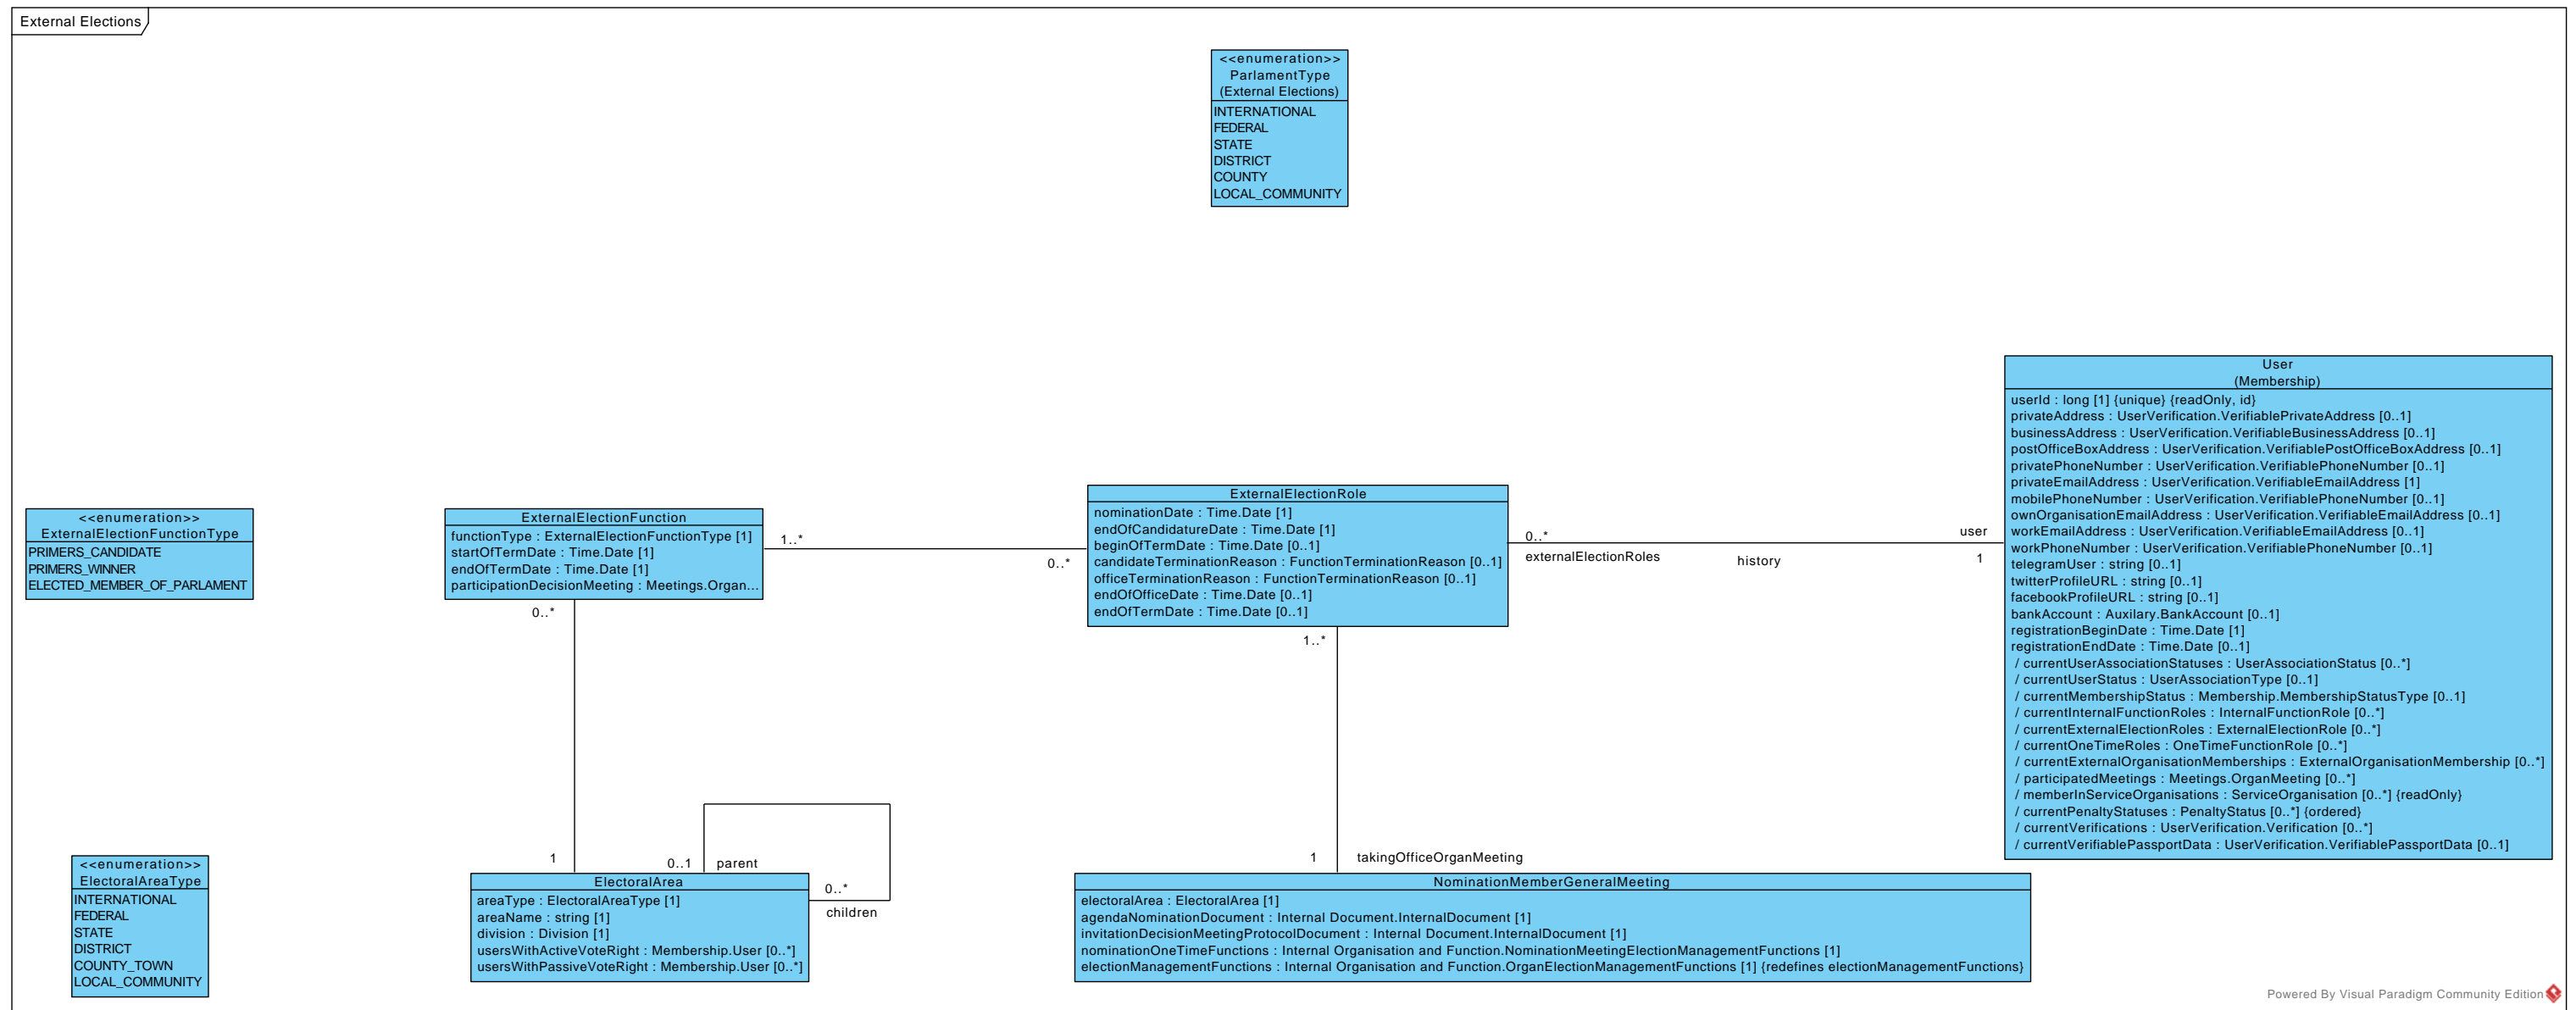 External Elections
<<enumeration>>
ParlamentType
(External Elections)
INTERNATIONAL
FEDERAL
STATE
DISTRICT
COUNTY
LOCAL_COMMUNITY
User
(Membership)
userId : long [1] {unique} {readOnly, id}
privateAddress : UserVerification.VerifiablePrivateAddress [0..1]
businessAddress : UserVerification.VerifiableBusinessAddress [0..1]
postOfficeBoxAddress : UserVerification.VerifiablePostOfficeBoxAddress [0..1]
privatePhoneNumber : UserVerification.VerifiablePhoneNumber [0..1]
privateEmailAddress : UserVerification.VerifiableEmailAddress [1]
mobilePhoneNumber : UserVerification.VerifiablePhoneNumber [0..1]
ownOrganisationEmailAddress : UserVerification.VerifiableEmailAddress [0..1]
workEmailAddress : UserVerification.VerifiableEmailAddress [0..1]
workPhoneNumber : UserVerification.VerifiablePhoneNumber [0..1]
telegramUser : string [0..1]
twitterProfileURL : string [0..1]
facebookProfileURL : string [0..1]
bankAccount : Auxilary.BankAccount [0..1]
registrationBeginDate : Time.Date [1]
registrationEndDate : Time.Date [0..1]
/ currentUserAssociationStatuses : UserAssociationStatus [0..*]
/ currentUserStatus : UserAssociationType [0..1]
/ currentMembershipStatus : Membership.MembershipStatusType [0..1]
/ currentInternalFunctionRoles : InternalFunctionRole [0..*]
/ currentExternalElectionRoles : ExternalElectionRole [0..*]
/ currentOneTimeRoles : OneTimeFunctionRole [0..*]
/ currentExternalOrganisationMemberships : ExternalOrganisationMembership [0..*]
/ participatedMeetings : Meetings.OrganMeeting [0..*]
/ memberInServiceOrganisations : ServiceOrganisation [0..*] {readOnly}
/ currentPenaltyStatuses : PenaltyStatus [0..*] {ordered}
/ currentVerifications : UserVerification.Verification [0..*]
/ currentVerifiablePassportData : UserVerification.VerifiablePassportData [0..1]
<<enumeration>>
ExternalElectionFunctionType
PRIMERS_CANDIDATE
PRIMERS_WINNER
ELECTED_MEMBER_OF_PARLAMENT
ExternalElectionFunction
functionType : ExternalElectionFunctionType [1]
startOfTermDate : Time.Date [1]
endOfTermDate : Time.Date [1]
participationDecisionMeeting : Meetings.Organ...
1..*
0..*
0..*
ExternalElectionRole
nominationDate : Time.Date [1]
endOfCandidatureDate : Time.Date [1]
beginOfTermDate : Time.Date [0..1]
candidateTerminationReason : FunctionTerminationReason [0..1]
officeTerminationReason : FunctionTerminationReason [0..1]
endOfOfficeDate : Time.Date [0..1]
endOfTermDate : Time.Date [0..1]
0..*
externalElectionRoles
history
user
1
1..*
1
takingOfficeOrganMeeting
1
0..1
parent
0..*
children
<<enumeration>>
ElectoralAreaType
INTERNATIONAL
FEDERAL
STATE
DISTRICT
COUNTY_TOWN
LOCAL_COMMUNITY
ElectoralArea
areaType : ElectoralAreaType [1]
areaName : string [1]
division : Division [1]
usersWithActiveVoteRight : Membership.User [0..*]
usersWithPassiveVoteRight : Membership.User [0..*]
NominationMemberGeneralMeeting
electoralArea : ElectoralArea [1]
agendaNominationDocument : Internal Document.InternalDocument [1]
invitationDecisionMeetingProtocolDocument : Internal Document.InternalDocument [1]
nominationOneTimeFunctions : Internal Organisation and Function.NominationMeetingElectionManagementFunctions [1]
electionManagementFunctions : Internal Organisation and Function.OrganElectionManagementFunctions [1] {redefines electionManagementFunctions}
Powered By Visual Paradigm Community Edition